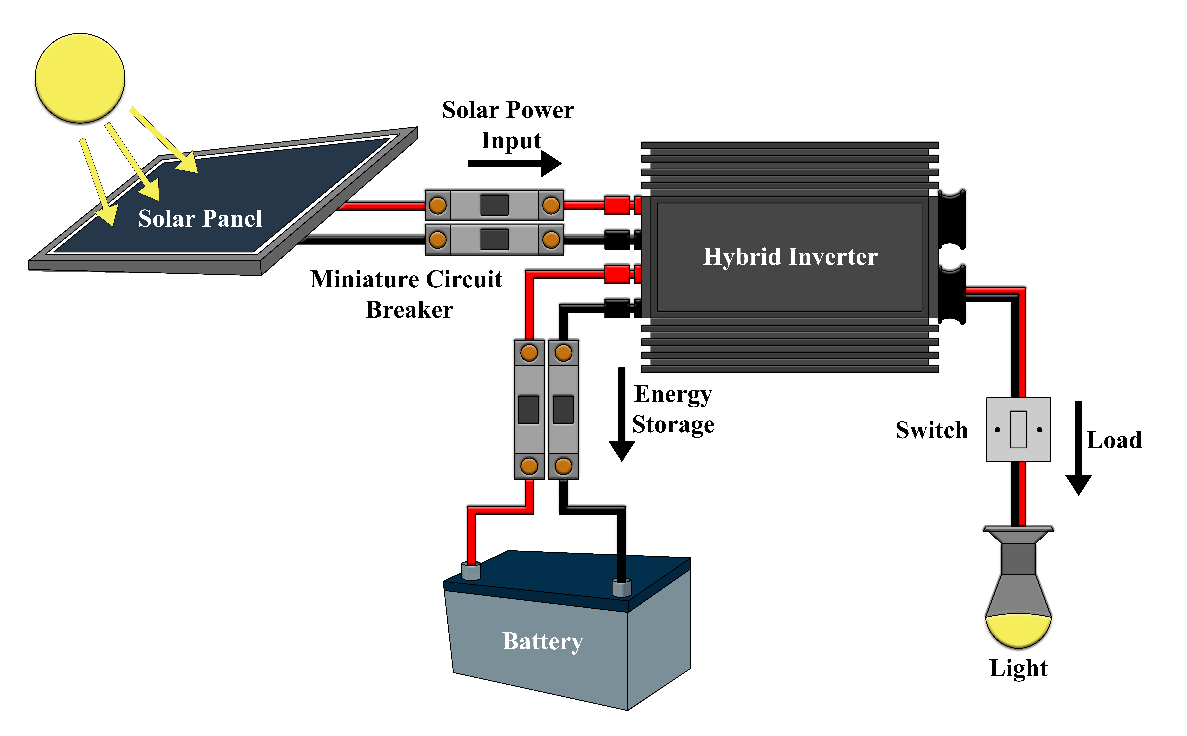 Solar Power
Input
Solar Panel
Hybrid Inverter
Miniature Circuit
Breaker
Energy
Storage
Switch
Load
Battery
Light